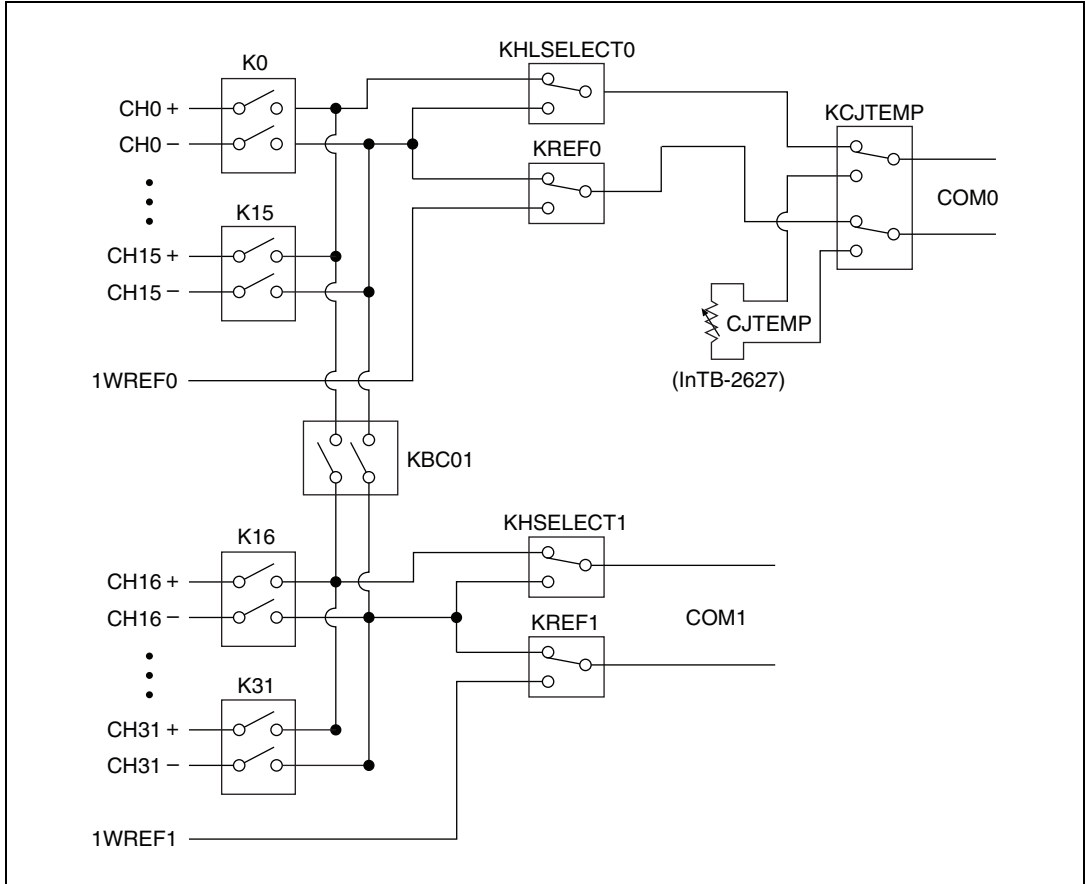 KHLSELECT0
K0
CH0 +
CH0 −
KCJTEMP
KREF0
COM0
K15
CH15 +
CH15 −
CJTEMP
(InTB-2627)
1WREF0
KBC01
KHSELECT1
K16
CH16 +
CH16 −
COM1
KREF1
K31
CH31 +
CH31 −
1WREF1